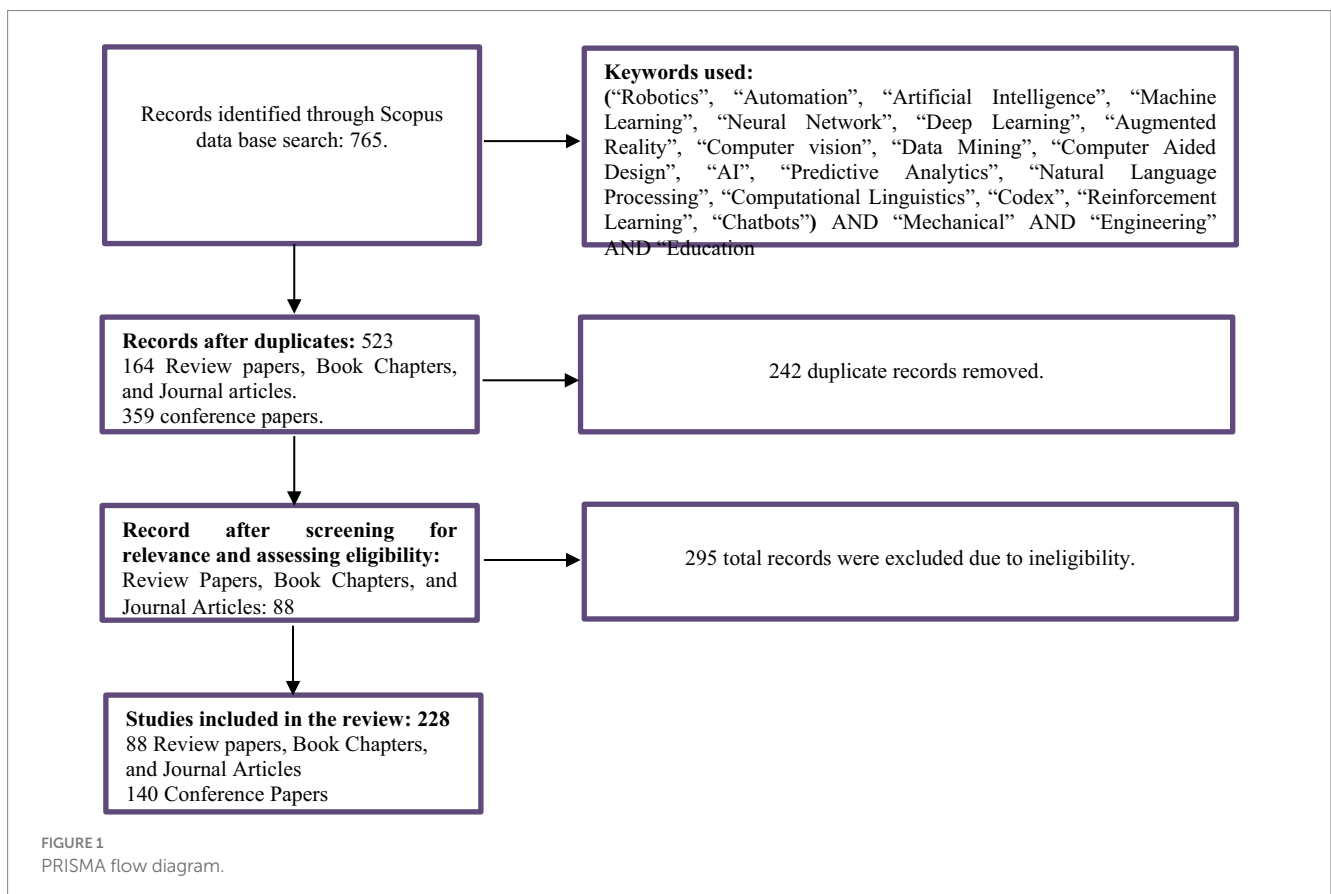 Records identified through Scopus
data base search: 765.
Keywords used:
(“Robotics”, “Automation”, “Artificial Intelligence”, “Machine
Learning”, “Neural Network”, “Deep Learning”, “Augmented
Reality”, “Computer vision”, “Data Mining”, “Computer Aided
Design”, “AI”, “Predictive Analytics”, “Natural Language
Processing”, “Computational Linguistics”, “Codex”, “Reinforcement
Learning”, “Chatbots”) AND “Mechanical” AND “Engineering”
AND “Education
Records after duplicates: 523
164 Review papers, Book Chapters,
and Journal articles.
359 conference papers.
242 duplicate records removed.
Record after screening for
relevance and assessing eligibility:
Review Papers, Book Chapters, and
Journal Articles: 88
295 total records were excluded due to ineligibility.
Studies included in the review: 228
88 Review papers, Book Chapters,
and Journal Articles
140 Conference Papers
FIGURE 1
PRISMA flow diagram.